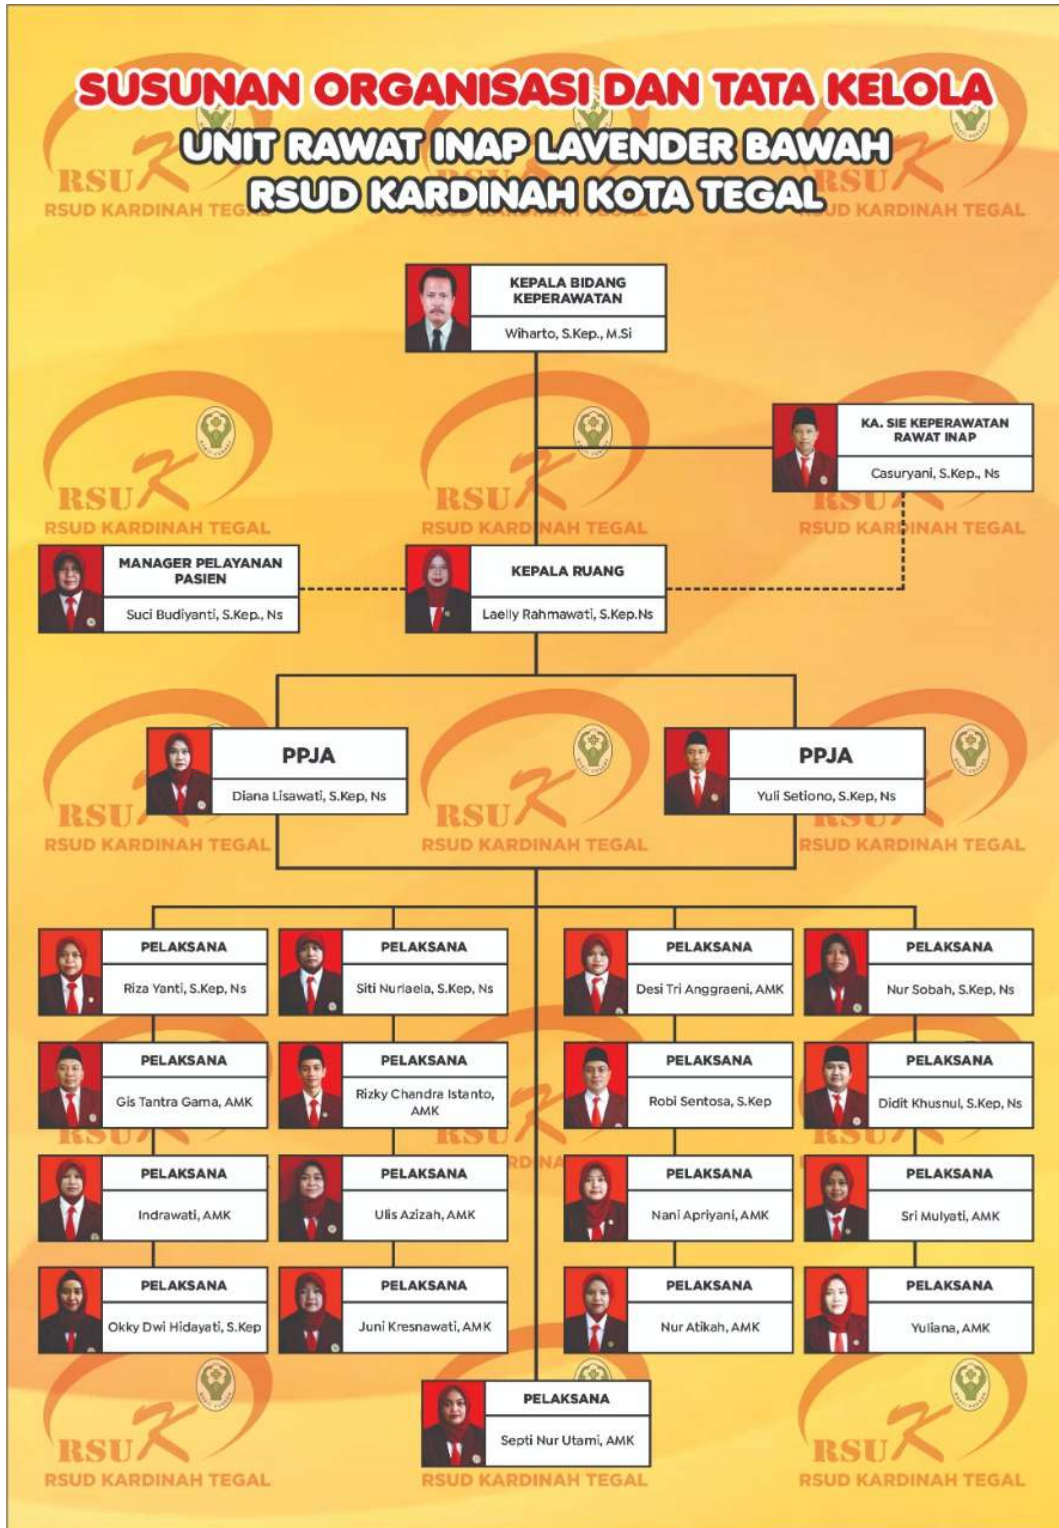 SUSUNAN ORGANISASI DAN TATA KELOLA
UNIT RAWAT INAP LAVENDER BAWAH
RSUD KARDINAH KOTA TEGAL
KEPALA BIDANG
KEPERAWATAN
Wiharto, S.Kep., M.Si
KA. SIE KEPERAWATAN
RAWAT INAP
Casuryani, S.Kep., Ns
MANAGER PELAYANAN
PASIEN
Suci Budiyanti, S.Kep., Ns
KEPALA RUANG
Laelly Rahmawati, S.Kep.Ns
PPJA
Diana Lisawati, S.Kep, Ns
PPJA
Yuli Setiono, S.Kep, Ns
PELAKSANA
Riza Yanti, S.Kep, Ns
PELAKSANA
Siti Nurlaela, S.Kep, Ns
PELAKSANA
Desi Tri Anggraeni, AMK
PELAKSANA
Nur Sobah, S.Kep, Ns
PELAKSANA
Gis Tantra Gama, AMK
PELAKSANA
Rizky Chandra Istanto,
AMK
PELAKSANA
Robi Sentosa, S.Kep
PELAKSANA
Didit Khusnul, S.Kep, Ns
PELAKSANA
Indrawati, AMK
PELAKSANA
Ulis Azizah, AMK
PELAKSANA
Nani Apriyani, AMK
PELAKSANA
Sri Mulyati, AMK
PELAKSANA
Okky Dwi Hidayati, S.Kep
PELAKSANA
Juni Kresnawati, AMK
PELAKSANA
Nur Atikah, AMK
PELAKSANA
Yuliana, AMK
PELAKSANA
Septi Nur Utami, AMK
RSUK
RSUD KARDINAH TEGAL